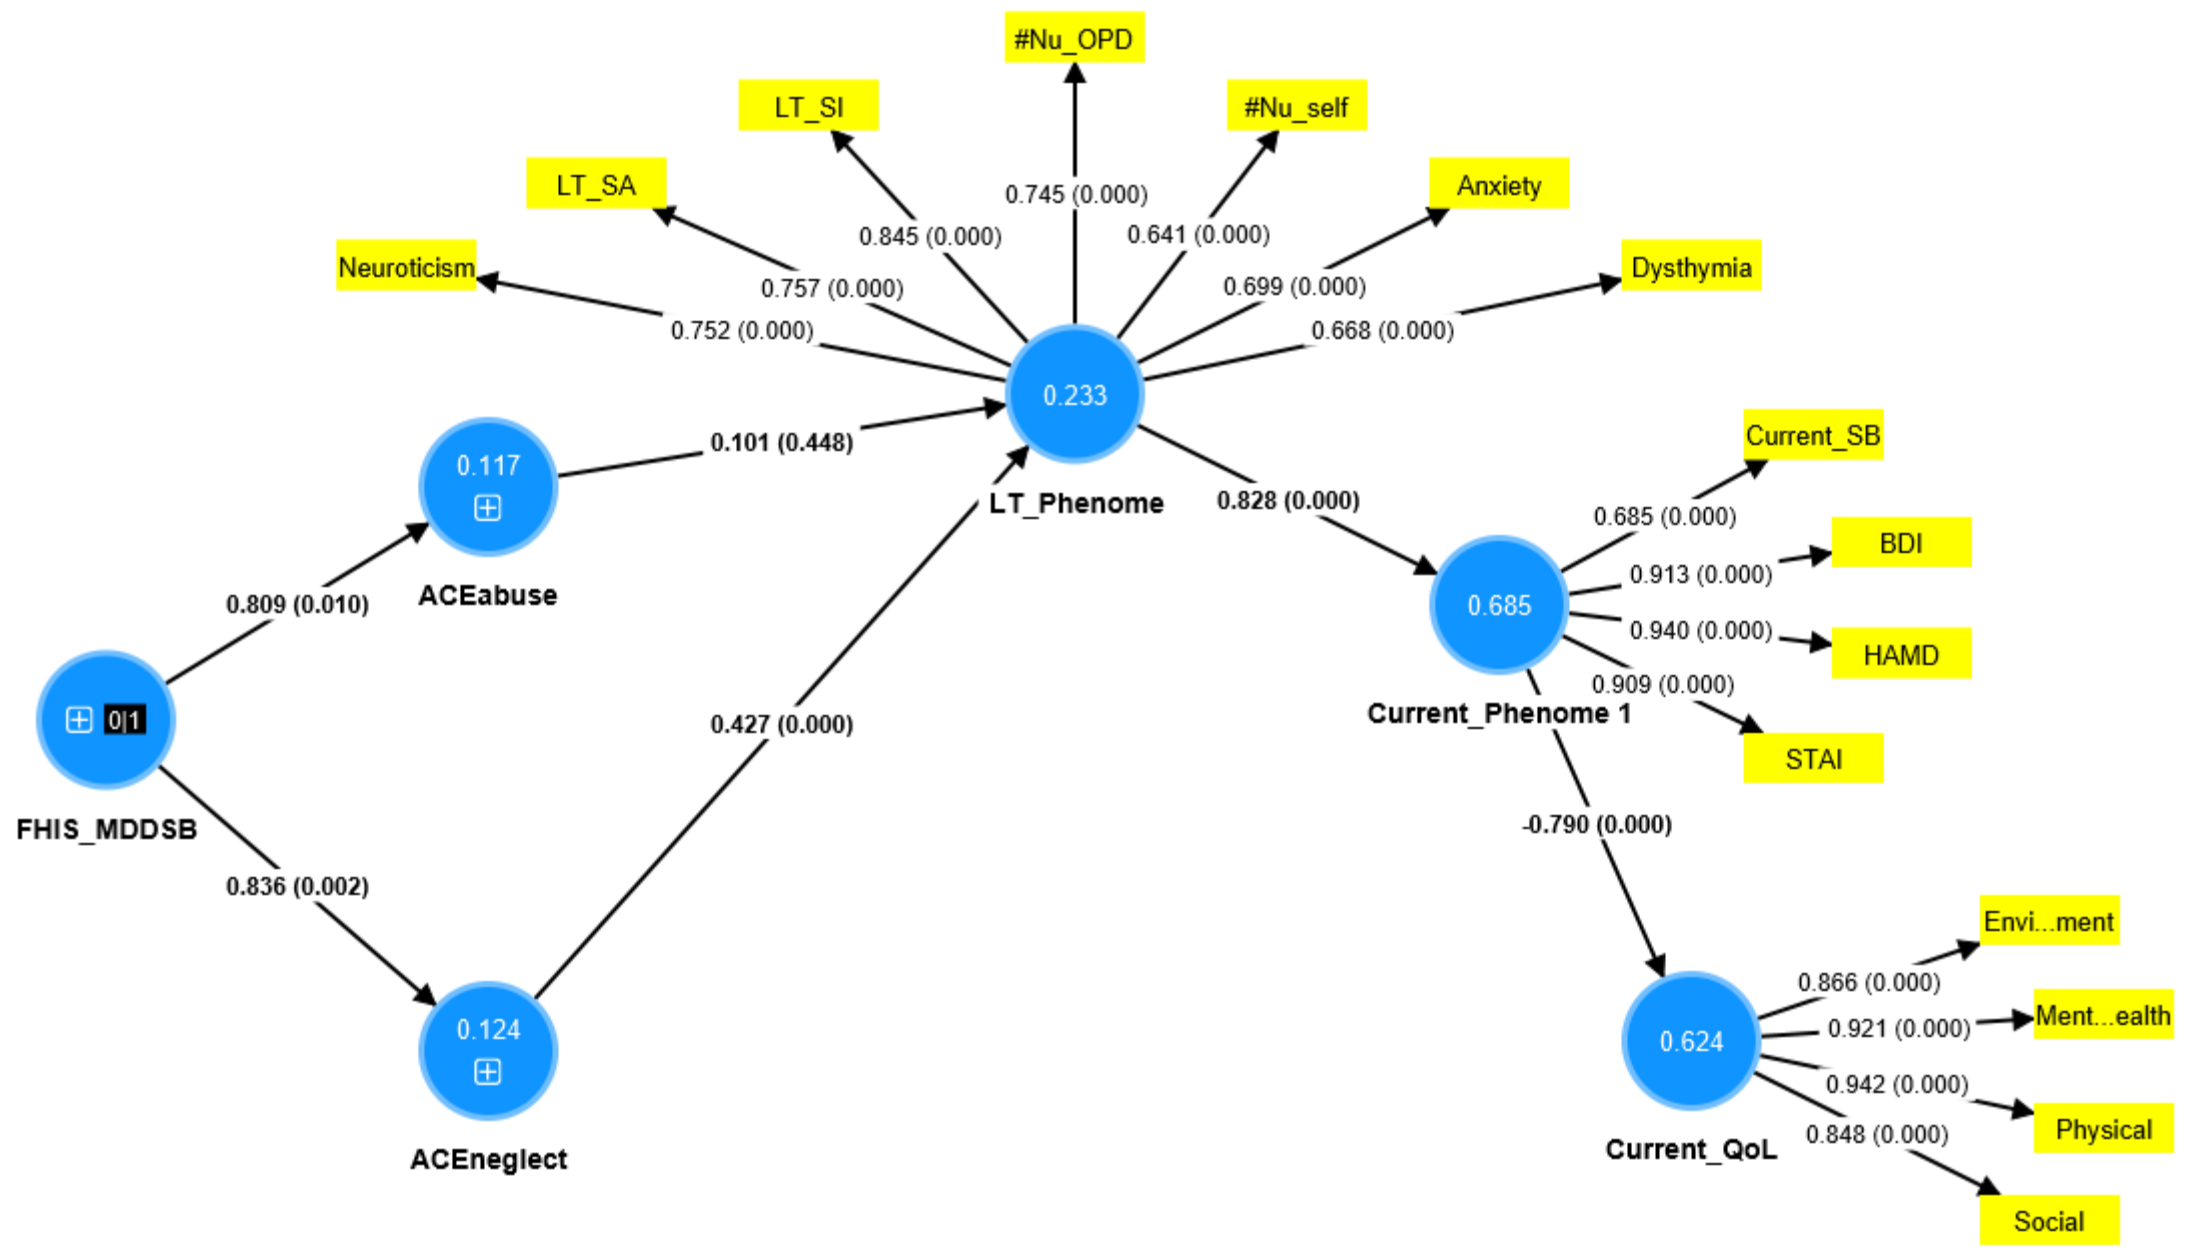 #Nu_OPD
LT_SI
#Nu_self
LT_SA
Anxiety
Neuroticism
Dysthymia
0.745 (0.000)
0.845 (0.000)
0.641 (0.000)
0.757 (0.000)
0.699 (0.000)
0.752 (0.000)
0.668 (0.000)
0.233
LT_Phenome
0.101 (0.448)
0.117
ACEabuse
0.809 (0.010)
0|1
FHIS_MDDSB
0.836 (0.002)
0.427 (0.000)
0.124
ACEneglect
0.828 (0.000)
Current_SB
0.685 (0.000)
BDI
0.913 (0.000)
0.685
0.940 (0.000)
HAMD
0.909 (0.000)
Current_Phenome 1
STAI
-0.790 (0.000)
Envi...ment
0.866 (0.000)
Ment...ealth
0.921 (0.000)
0.624
0.942 (0.000)
Physical
0.848 (0.000)
Current_QoL
Social